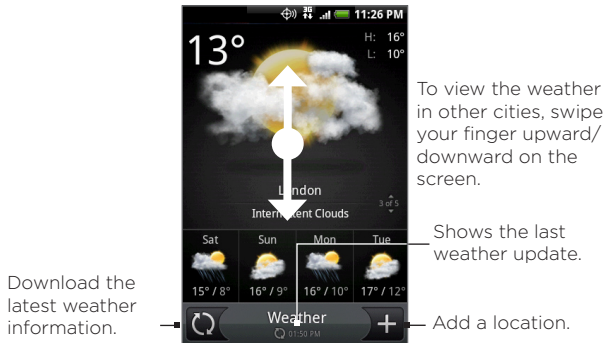 3G
11:26 PM
13°
H: 16°
L: 10°
To view the weather
in other cities, swipe
your finger upward/
downward on the
screen.
London
3 of 5
Intermittent Clouds
Sat Sun Mon Tue
15° / 8° 16° / 9° 16° / 10° 17° / 12°
Shows the last
weather update.
Download the
latest weather
information.
Weather
01:50 PM
Add a location.